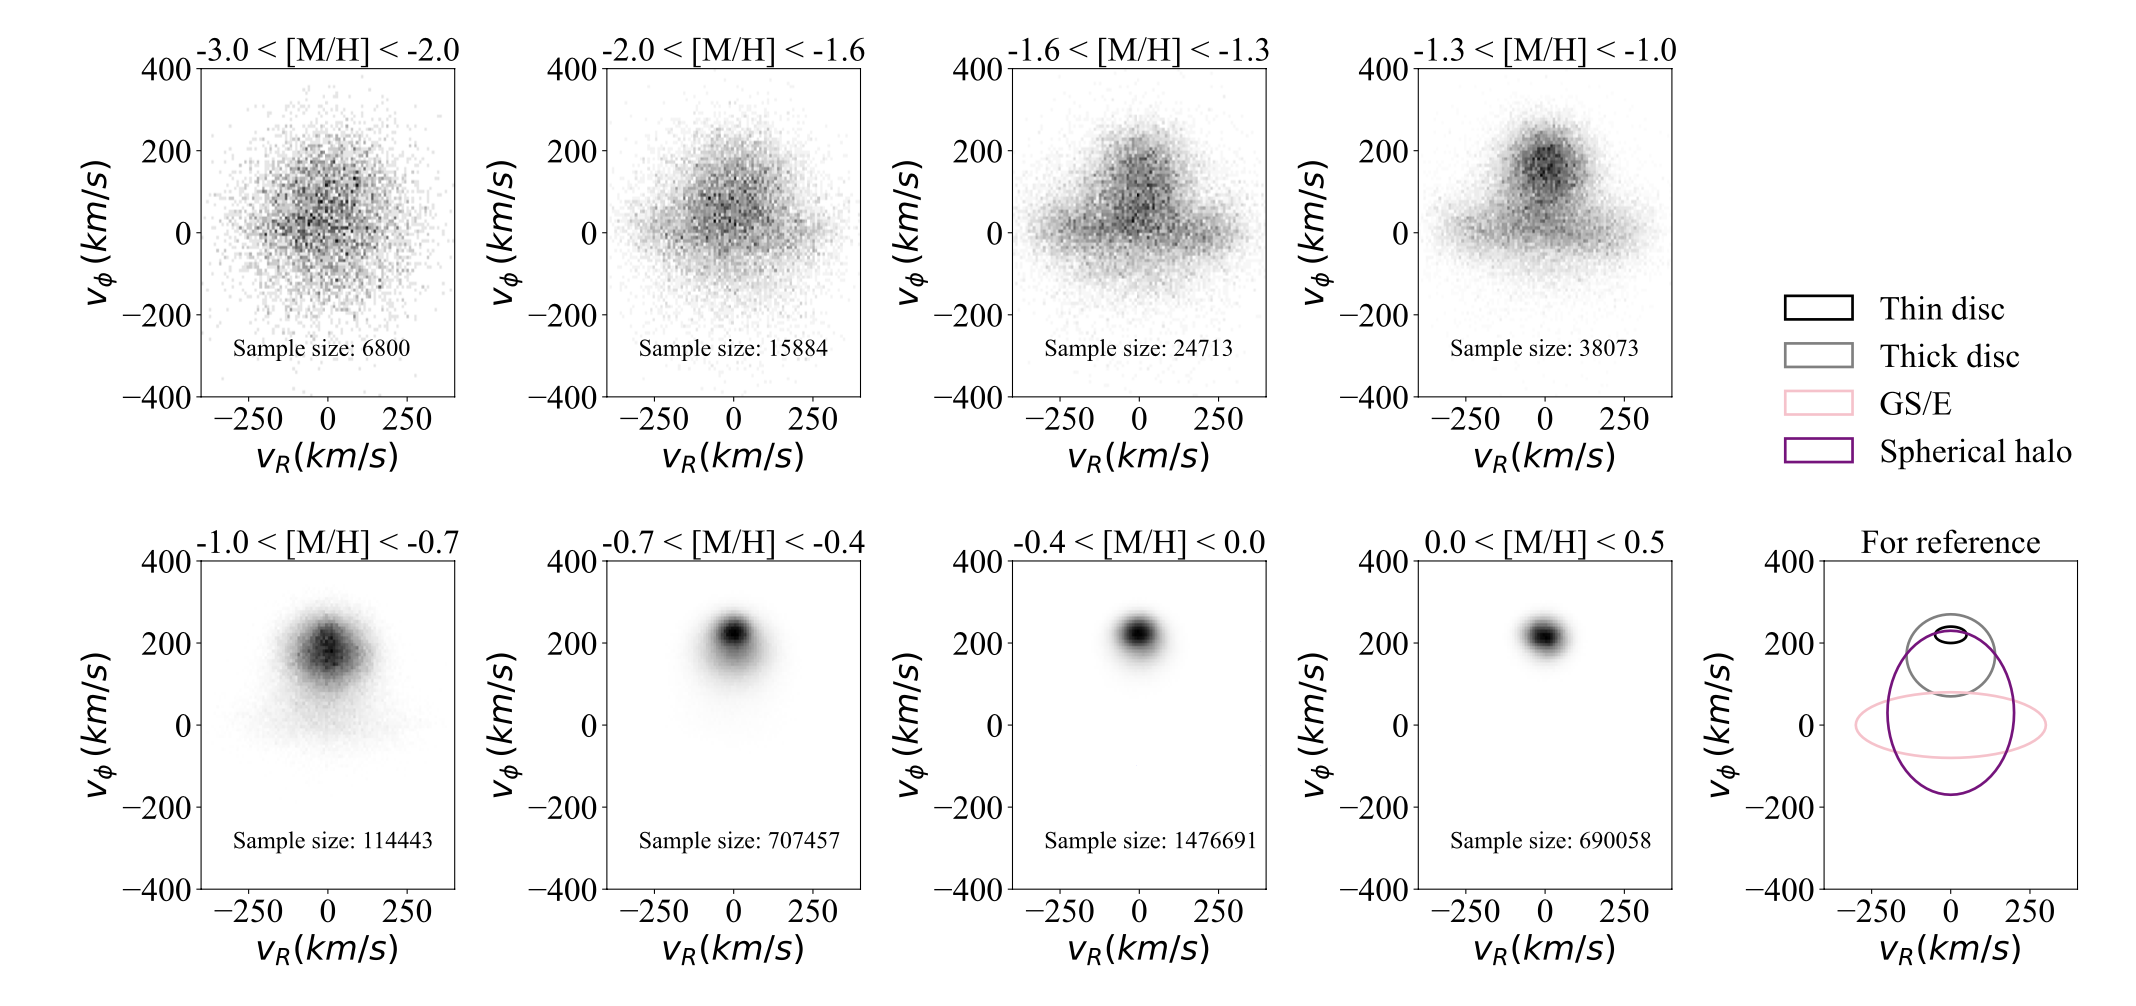 -3.0 < [M/H] < -2.0
400
200
0
−200
−400
v_ϕ (km/s)
Sample size: 6800
−250 0 250
v_R(km/s)
-2.0 < [M/H] < -1.6
400
200
0
−200
−400
v_ϕ (km/s)
Sample size: 15884
−250 0 250
v_R(km/s)
-1.6 < [M/H] < -1.3
400
200
0
−200
−400
v_ϕ (km/s)
Sample size: 24713
−250 0 250
v_R(km/s)
-1.3 < [M/H] < -1.0
400
200
0
−200
−400
v_ϕ (km/s)
Sample size: 38073
−250 0 250
v_R(km/s)
Thin disc
Thick disc
GS/E
Spherical halo
-1.0 < [M/H] < -0.7
400
200
0
−200
−400
v_ϕ (km/s)
Sample size: 114443
−250 0 250
v_R(km/s)
-0.7 < [M/H] < -0.4
400
200
0
−200
−400
v_ϕ (km/s)
Sample size: 707457
−250 0 250
v_R(km/s)
-0.4 < [M/H] < 0.0
400
200
0
−200
−400
v_ϕ (km/s)
Sample size: 1476691
−250 0 250
v_R(km/s)
0.0 < [M/H] < 0.5
400
200
0
−200
−400
v_ϕ (km/s)
Sample size: 690058
−250 0 250
v_R(km/s)
For reference
400
200
0
−200
−400
v_ϕ (km/s)
−250 0 250
v_R(km/s)